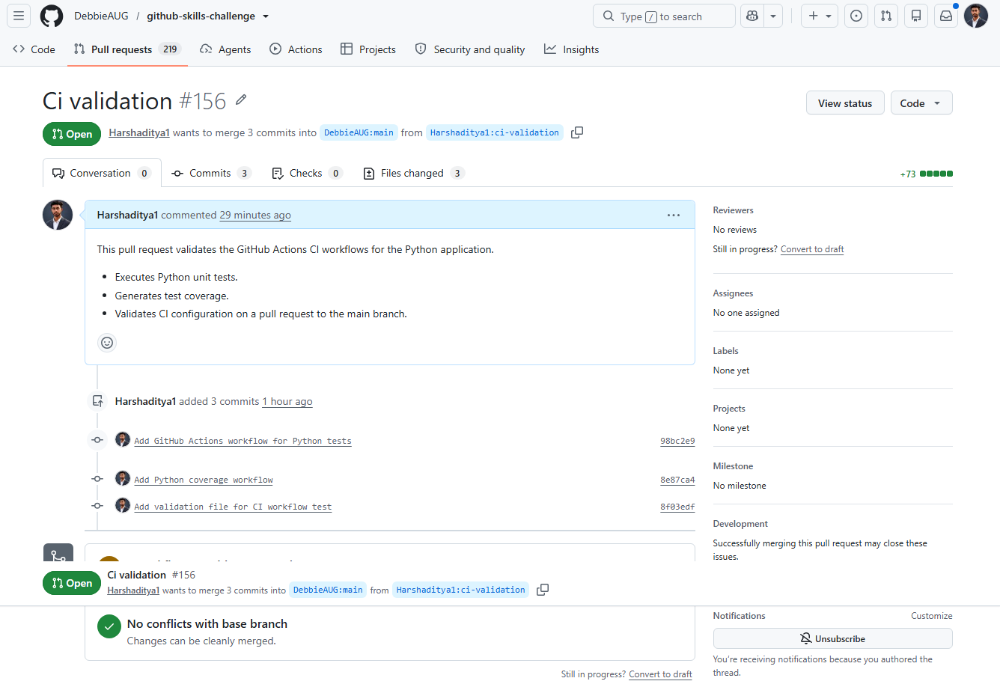 DebbieAUG / github-skills-challenge
Type / to search
Code
Pull requests 219
Agents
Actions
Projects
Security and quality
Insights
Ci validation #156
View status
Code
Open
Harshaditya1 wants to merge 3 commits into DebbieAUG:main from Harshaditya1:ci-validation
Conversation 0
Commits 3
Checks 0
Files changed 3
+73
Harshaditya1 commented 29 minutes ago
This pull request validates the GitHub Actions CI workflows for the Python application.
Executes Python unit tests.
Generates test coverage.
Validates CI configuration on a pull request to the main branch.
Harshaditya1 added 3 commits 1 hour ago
Add GitHub Actions workflow for Python tests 98bc2e9
Add Python coverage workflow 8e87ca4
Add validation file for CI workflow test 8f03edf
Reviewers
No reviews
Still in progress? Convert to draft
Assignees
No one assigned
Labels
None yet
Projects
None yet
Milestone
No milestone
Development
Successfully merging this pull request may close these
issues.
Open
Ci validation #156
Harshaditya1 wants to merge 3 commits into DebbieAUG:main from Harshaditya1:ci-validation
No conflicts with base branch
Changes can be cleanly merged.
Still in progress? Convert to draft
Notifications
Customize
Unsubscribe
You're receiving notifications because you authored the
thread.